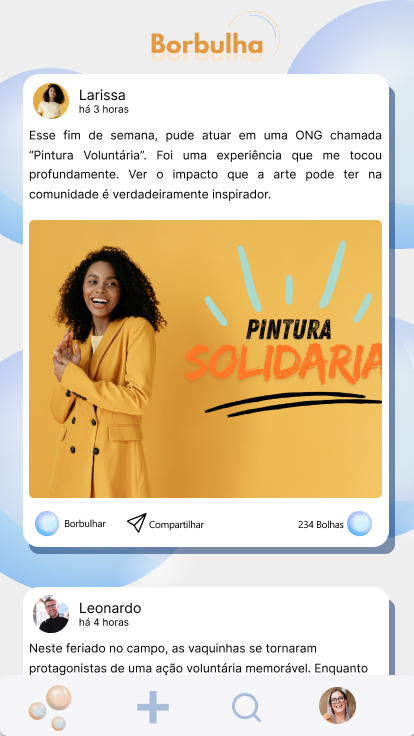 Borbulha
Larissa
há 3 horas
Esse fim de semana, pude atuar em uma ONG chamada
“Pintura Voluntária”. Foi uma experiência que me tocou
profundamente. Ver o impacto que a arte pode ter na
comunidade é verdadeiramente inspirador.
PINTURA
SOLIDARIA
Borbulhar
Compartilhar
234 Bolhas
Leonardo
há 4 horas
Neste feriado no campo, as vaquinhas se tornaram
protagonistas de uma ação voluntária memorável. Enquanto